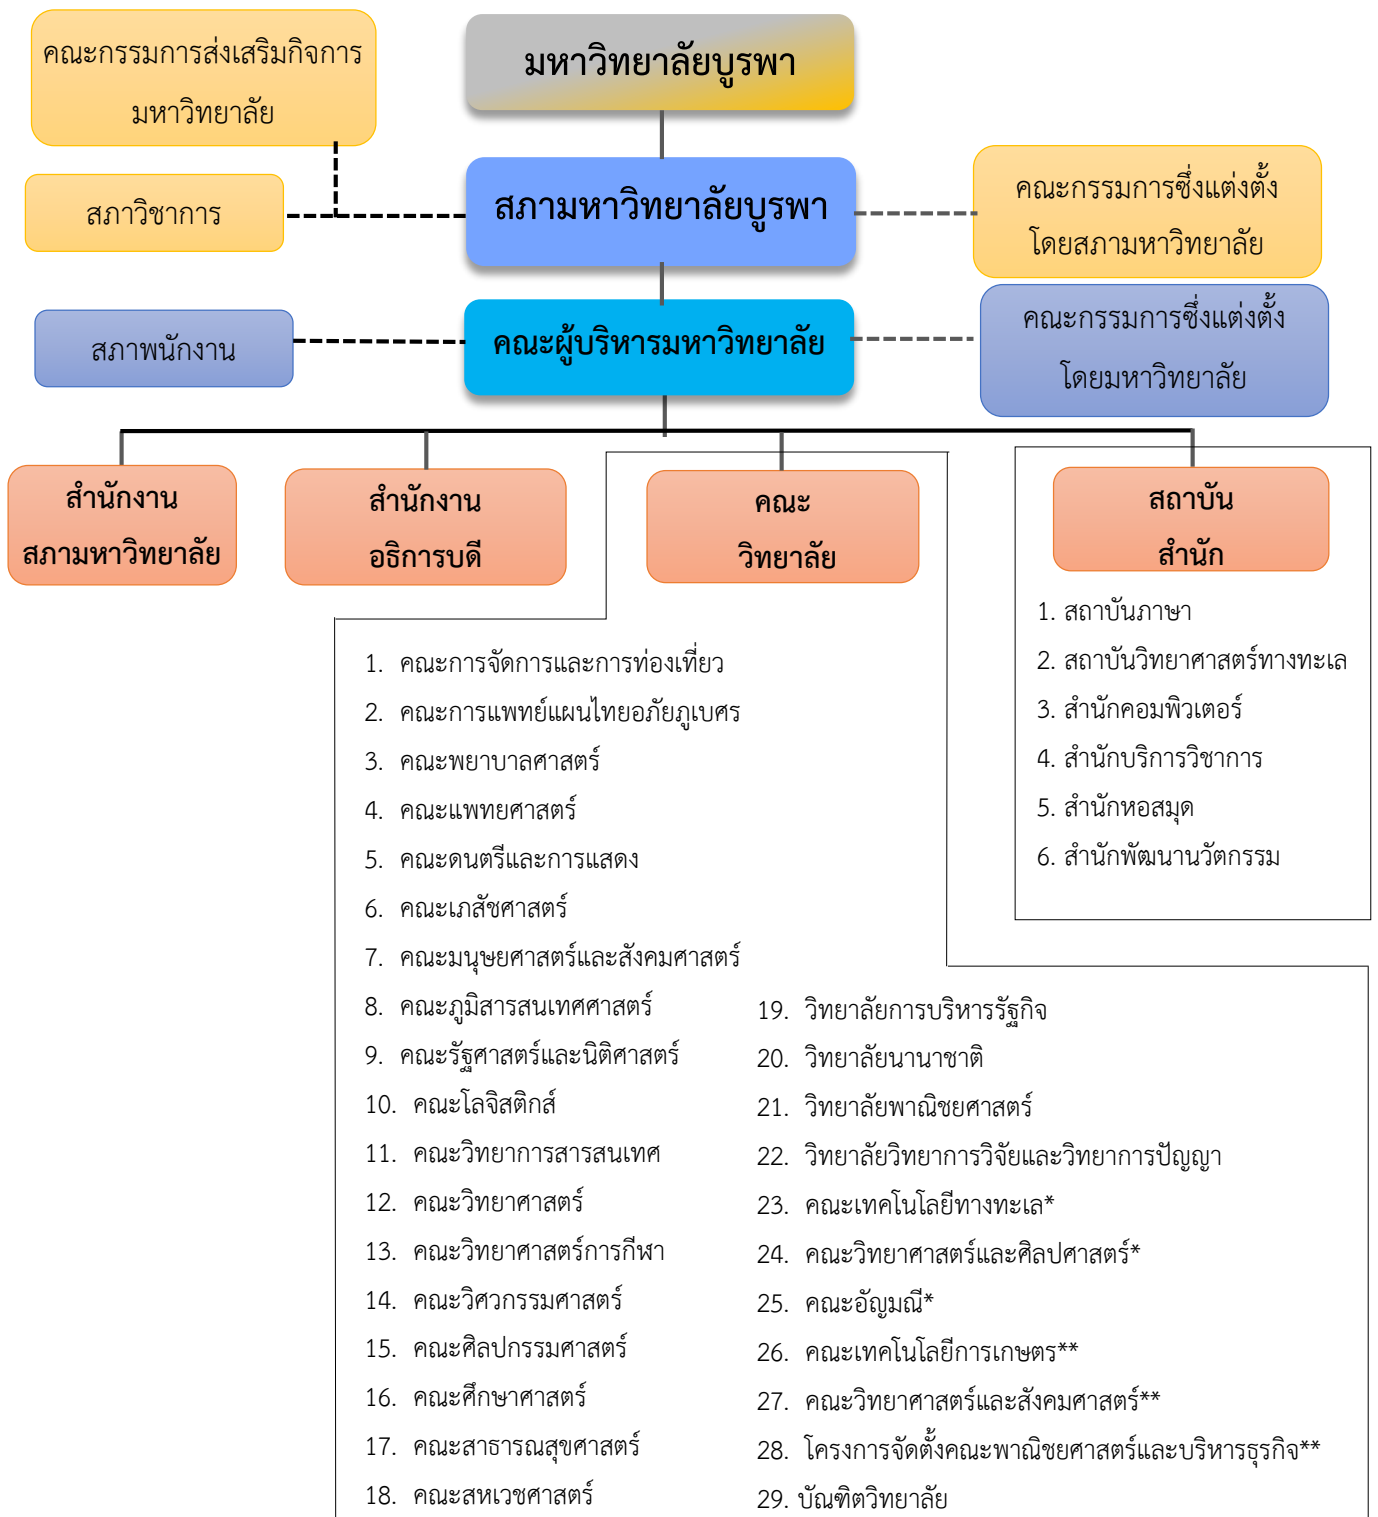 คณะกรรมการส่งเสริมกิจการ
มหาวิทยาลัย
มหาวิทยาลัยบูรพา
สภาวิชาการ
สภามหาวิทยาลัยบูรพา
คณะกรรมการซึ่งแต่งตั้ง
โดยสภามหาวิทยาลัย
สภาพนักงาน
คณะผู้บริหารมหาวิทยาลัย
คณะกรรมการซึ่งแต่งตั้ง
โดยมหาวิทยาลัย
สำนักงาน
สภามหาวิทยาลัย
สำนักงาน
อธิการบดี
คณะ
วิทยาลัย
สถาบัน
สำนัก
1. สถาบันภาษา
2. สถาบันวิทยาศาสตร์ทางทะเล
3. สำนักคอมพิวเตอร์
4. สำนักบริการวิชาการ
5. สำนักหอสมุด
6. สำนักพัฒนานวัตกรรม
1. คณะการจัดการและการท่องเที่ยว
2. คณะการแพทย์แผนไทยอภัยภูเบศร
3. คณะพยาบาลศาสตร์
4. คณะแพทยศาสตร์
5. คณะดนตรีและการแสดง
6. คณะเภสัชศาสตร์
7. คณะมนุษยศาสตร์และสังคมศาสตร์
8. คณะภูมิสารสนเทศศาสตร์
9. คณะรัฐศาสตร์และนิติศาสตร์
10. คณะโลจิสติกส์
11. คณะวิทยาการสารสนเทศ
12. คณะวิทยาศาสตร์
13. คณะวิทยาศาสตร์การกีฬา
14. คณะวิศวกรรมศาสตร์
15. คณะศิลปกรรมศาสตร์
16. คณะศึกษาศาสตร์
17. คณะสาธารณสุขศาสตร์
18. คณะสหเวชศาสตร์
19. วิทยาลัยการบริหารรัฐกิจ
20. วิทยาลัยนานาชาติ
21. วิทยาลัยพาณิชยศาสตร์
22. วิทยาลัยวิทยาการวิจัยและวิทยาการปัญญา
23. คณะเทคโนโลยีทางทะเล*
24. คณะวิทยาศาสตร์และศิลปศาสตร์*
25. คณะอัญมณี*
26. คณะเทคโนโลยีการเกษตร**
27. คณะวิทยาศาสตร์และสังคมศาสตร์**
28. โครงการจัดตั้งคณะพาณิชยศาสตร์และบริหารธุรกิจ**
29. บัณฑิตวิทยาลัย